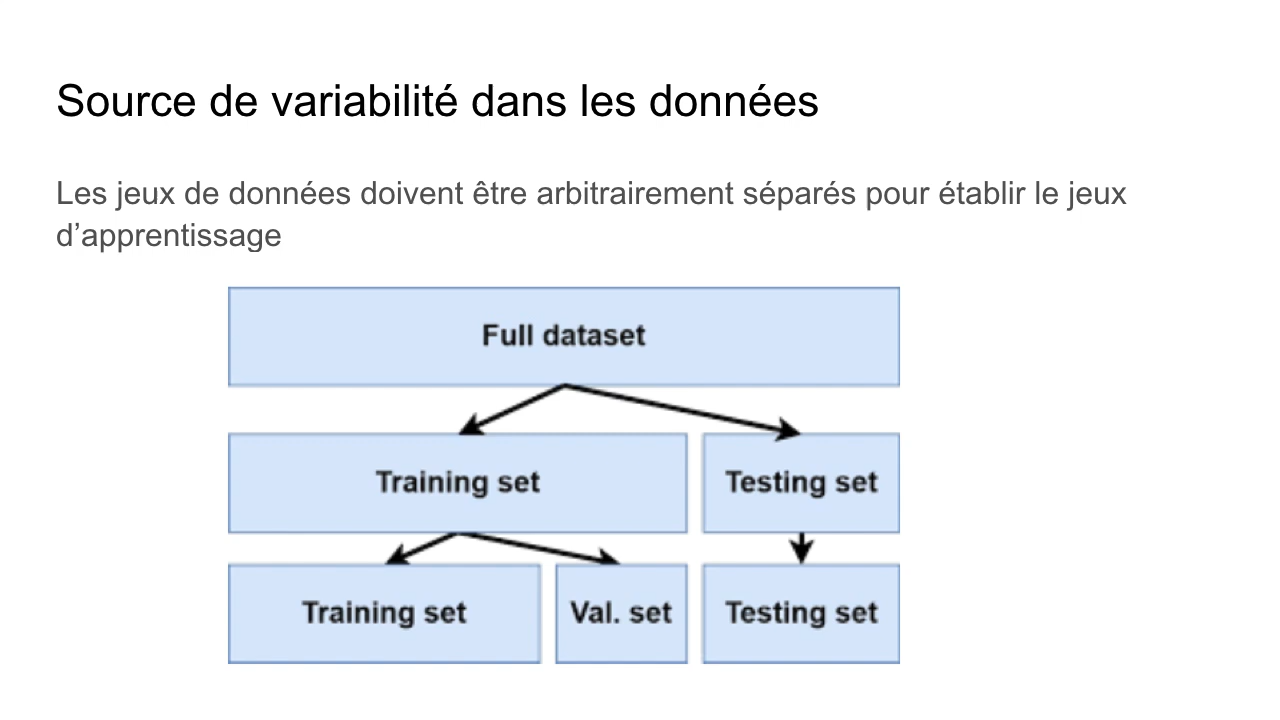 Source de variabilité dans les données
Les jeux de données doivent être arbitrairement séparés pour établir le jeux
d’apprentissage
Full dataset
Training set
Testing set
Training set
Val. set
Testing set